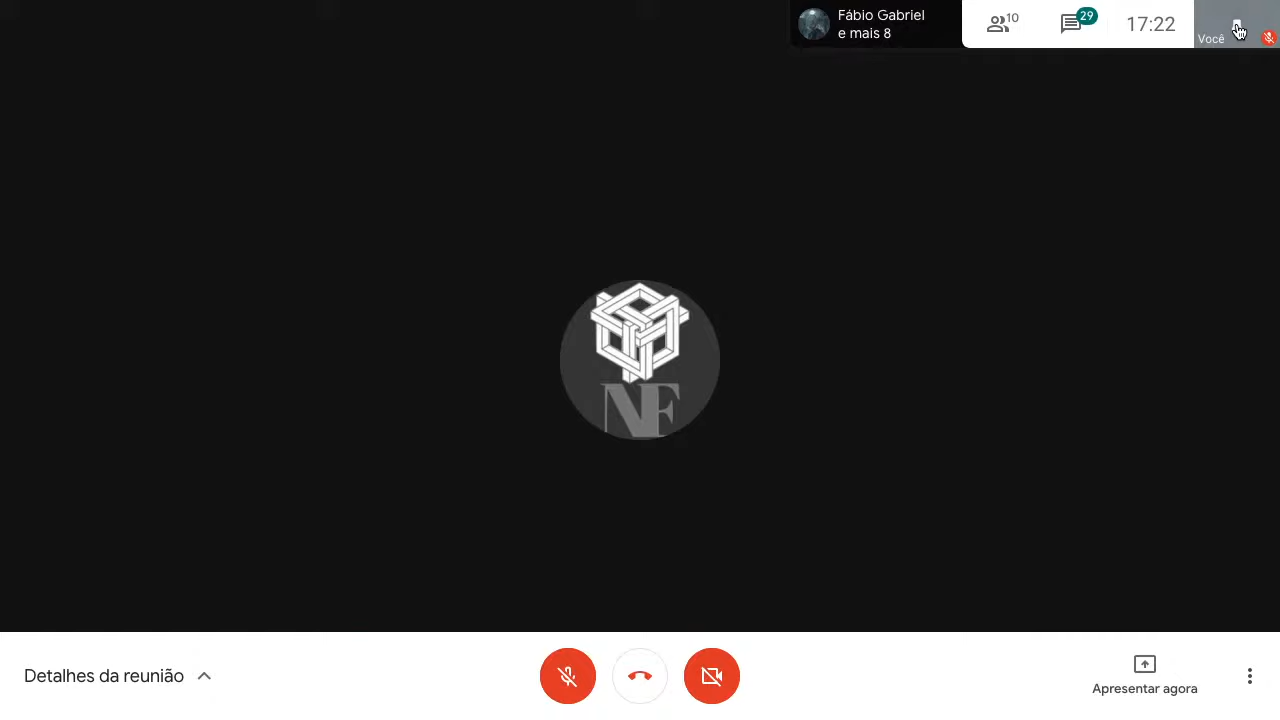 Fábio Gabriel
e mais 8
10
29
17:22
Você
NF
Detalhes da reunião
Apresentar agora